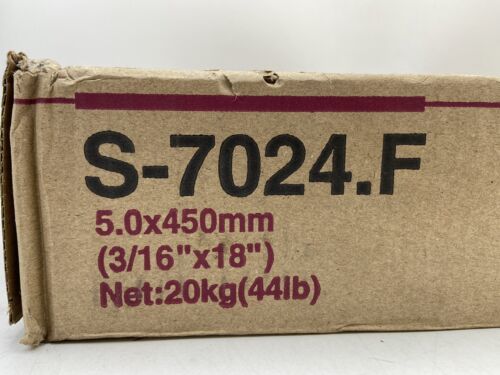 S-7024.F
5.0x450mm
(3/16"x18")
Net:20kg(44lb)